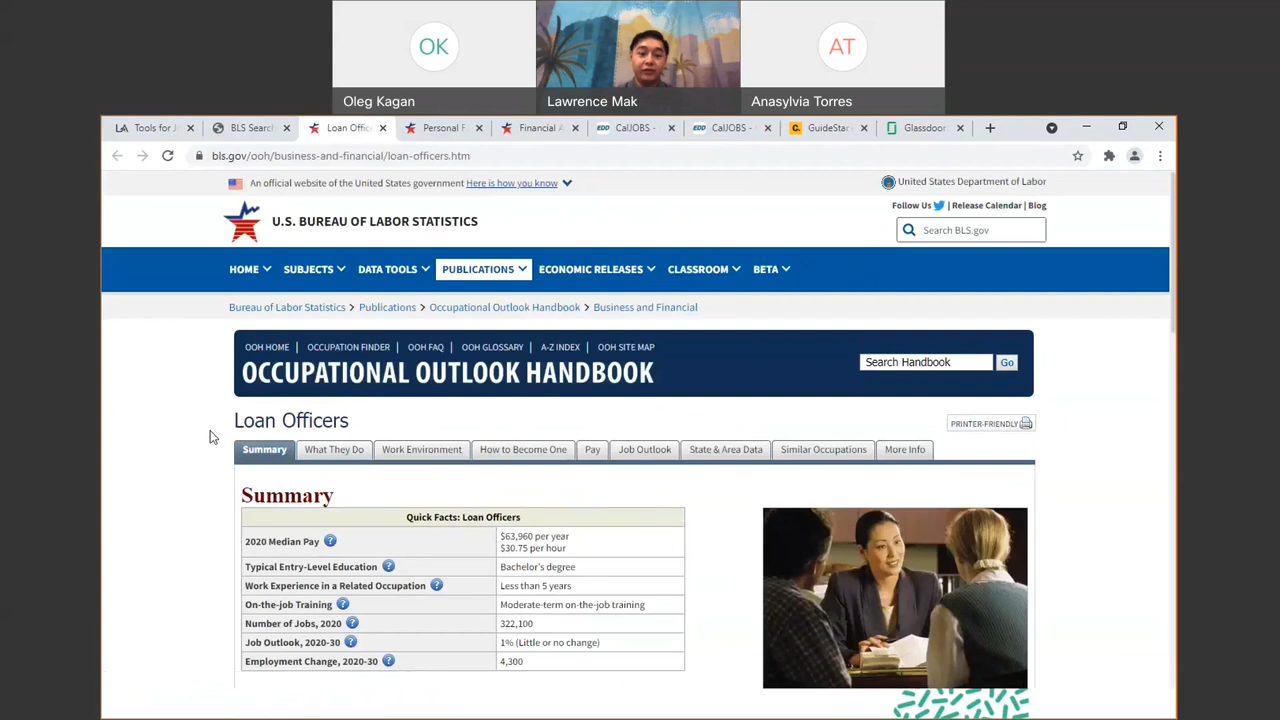 OK
AT
Oleg Kagan
Lawrence Mak
Anasylvia Torres
LA Tools for J
BLS Searc
Loan Offic
Personal F
Financial A
EDD CalJOBS -
EDD CalJOBS -
G. GuideStar
Glassdoor
bls.gov/ooh/business-and-financial/loan-officers.htm
An official website of the United States government Here is how you know
United States Department of Labor
Follow Us | Release Calendar | Blog
U.S. BUREAU OF LABOR STATISTICS
Search BLS.gov
HOME SUBJECTS DATA TOOLS PUBLICATIONS ECONOMIC RELEASES CLASSROOM BETA
Bureau of Labor Statistics > Publications > Occupational Outlook Handbook > Business and Financial
OOH HOME | OCCUPATION FINDER | OOH FAQ | OOH GLOSSARY | A-Z INDEX | OOH SITE MAP
OCCUPATIONAL OUTLOOK HANDBOOK
Search Handbook Go
Loan Officers
PRINTER-FRIENDLY
Summary What They Do Work Environment How to Become One Pay Job Outlook State & Area Data Similar Occupations More Info
Summary
Quick Facts: Loan Officers
2020 Median Pay ? $63,960 per year
$30.75 per hour
Typical Entry-Level Education ? Bachelor's degree
Work Experience in a Related Occupation ? Less than 5 years
On-the-job Training ? Moderate-term on-the-job training
Number of Jobs, 2020 ? 322,100
Job Outlook, 2020-30 ? 1% (Little or no change)
Employment Change, 2020-30 ? 4,300